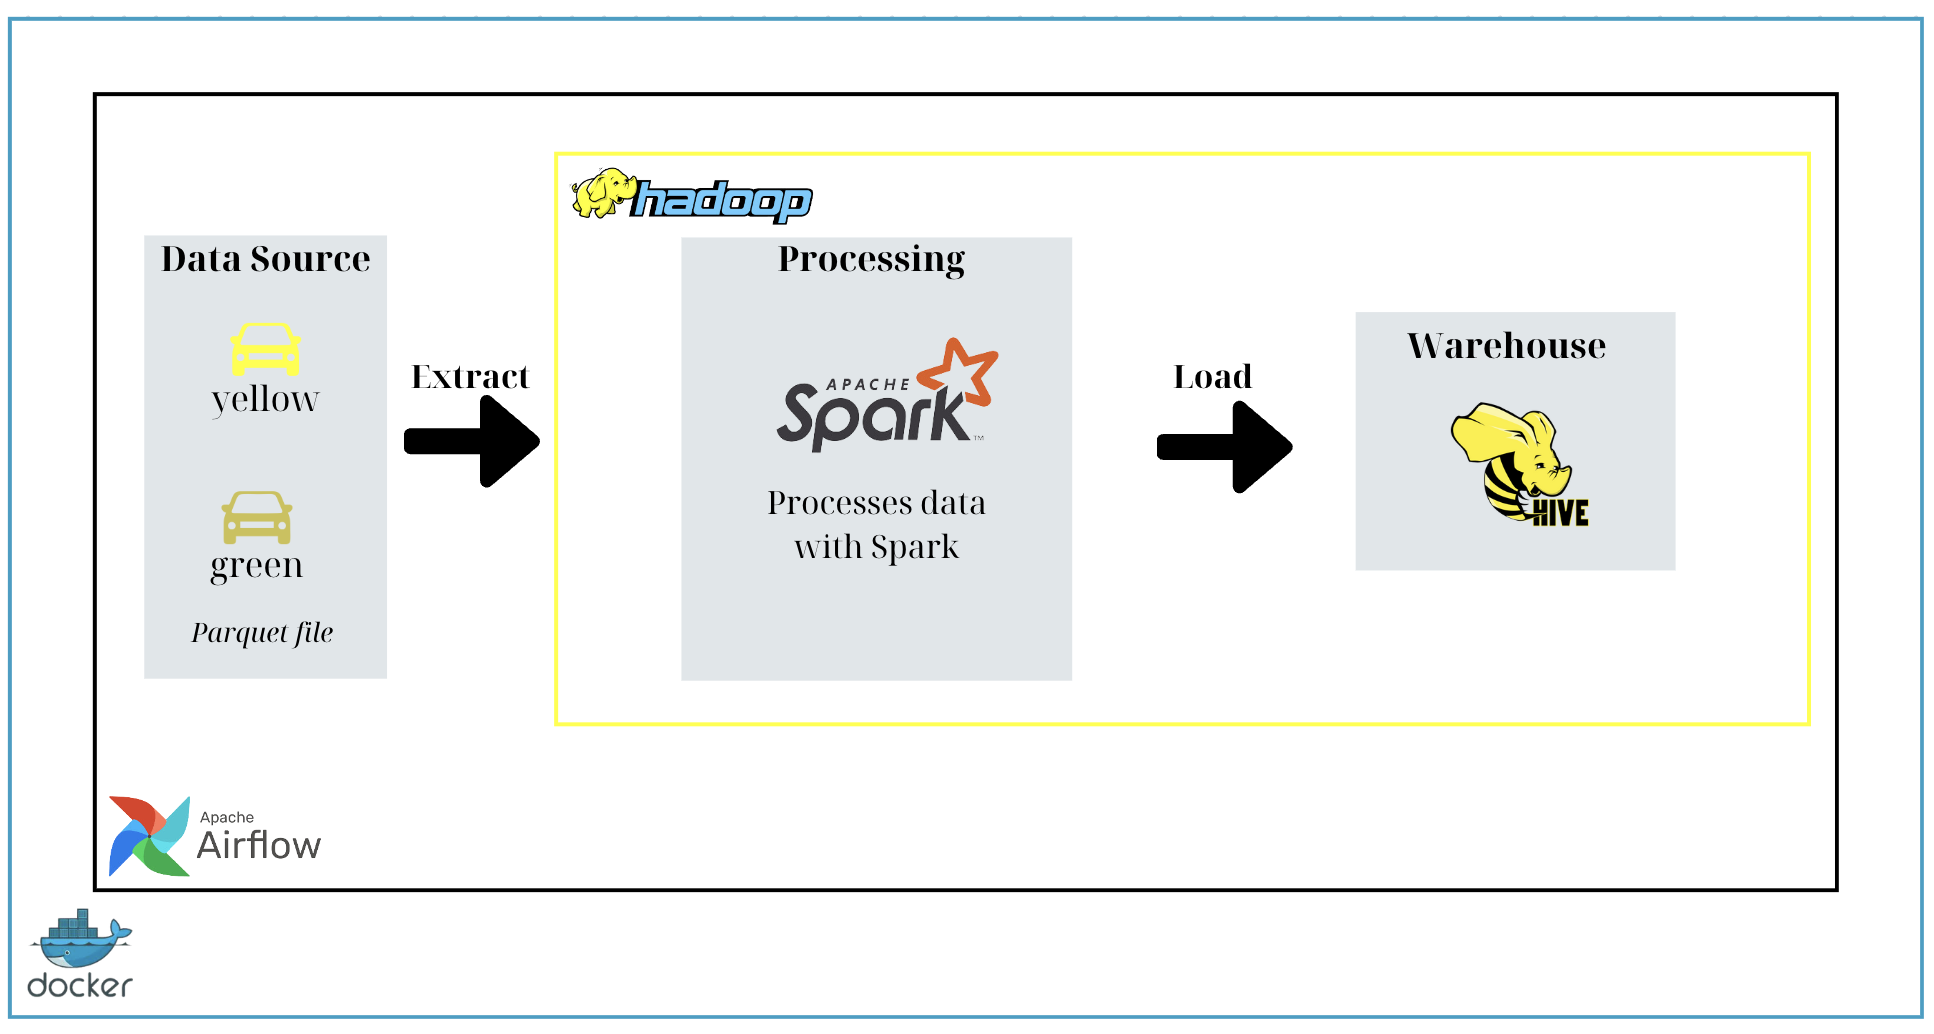 hadoop
Data Source
yellow
green
Parquet file
Extract
Processing
APACHE
Spark™
Processes data
with Spark
Load
Warehouse
HIVE
Apache
Airflow
docker